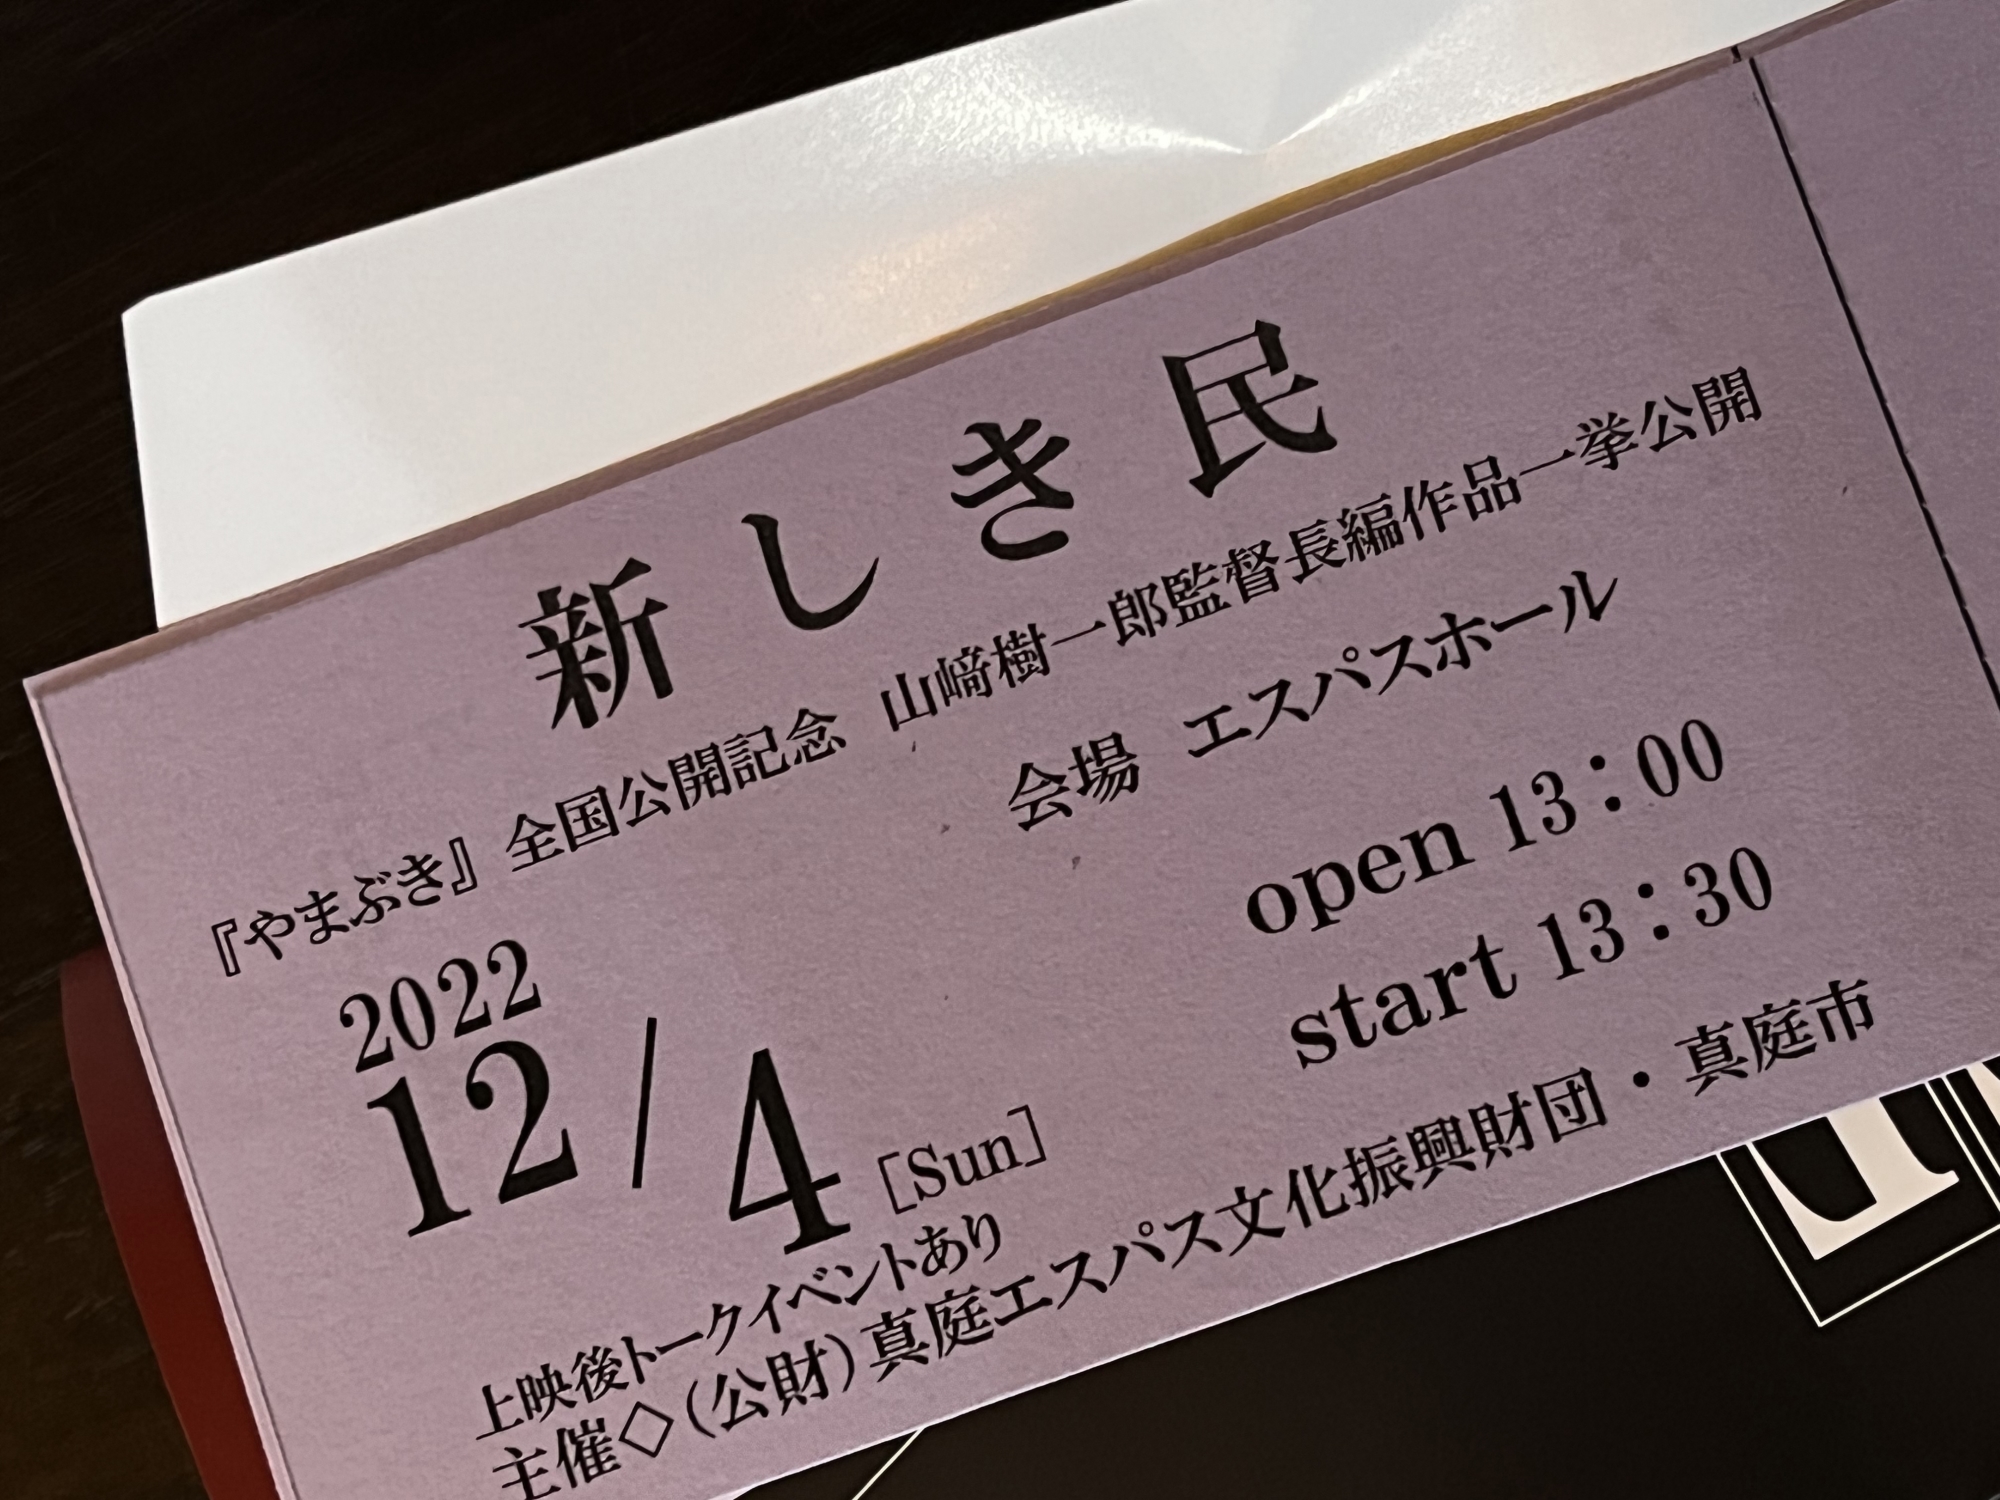 新しき民
『やまぶき』全国公開記念 山﨑樹一郎監督長編作品一挙公開
会場 エスパスホール
2022
12/4[Sun]
open 13:00
start 13:30
上映後トークイベントあり
主催◇(公財)真庭エスパス文化振興財団・真庭市